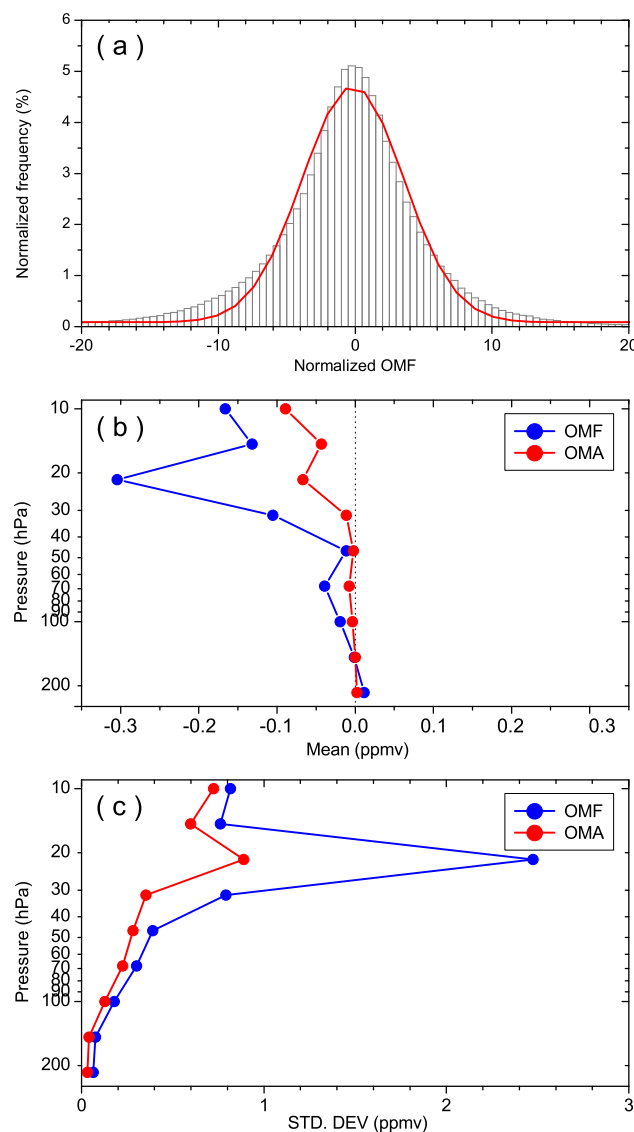 ( a )
Normalized frequency (%)
6
5
4
3
2
1
0
-20 -10 0 10 20
Normalized OMF
( b )
OMF
OMA
Pressure (hPa)
10
20
30
40
50
60
70
80
90
100
200
-0.3 -0.2 -0.1 0.0 0.1 0.2 0.3
Mean (ppmv)
( c )
OMF
OMA
Pressure (hPa)
10
20
30
40
50
60
70
80
90
100
200
0 1 2 3
STD. DEV (ppmv)